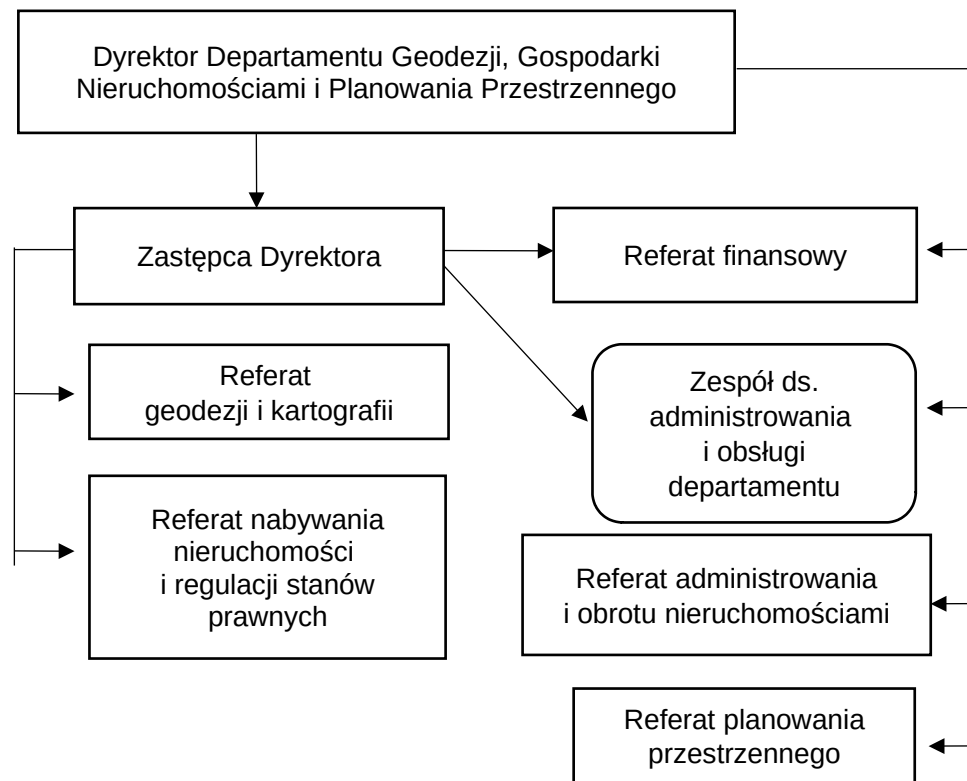 Dyrektor Departamentu Geodezji, Gospodarki
Nieruchomościami i Planowania Przestrzennego
Zastępca Dyrektora
Referat finansowy
Referat
geodezji i kartografii
Zespół ds.
administrowania
i obsługi
departamentu
Referat nabywania
nieruchomości
i regulacji stanów
prawnych
Referat administrowania
i obrotu nieruchomościami
Referat planowania
przestrzennego